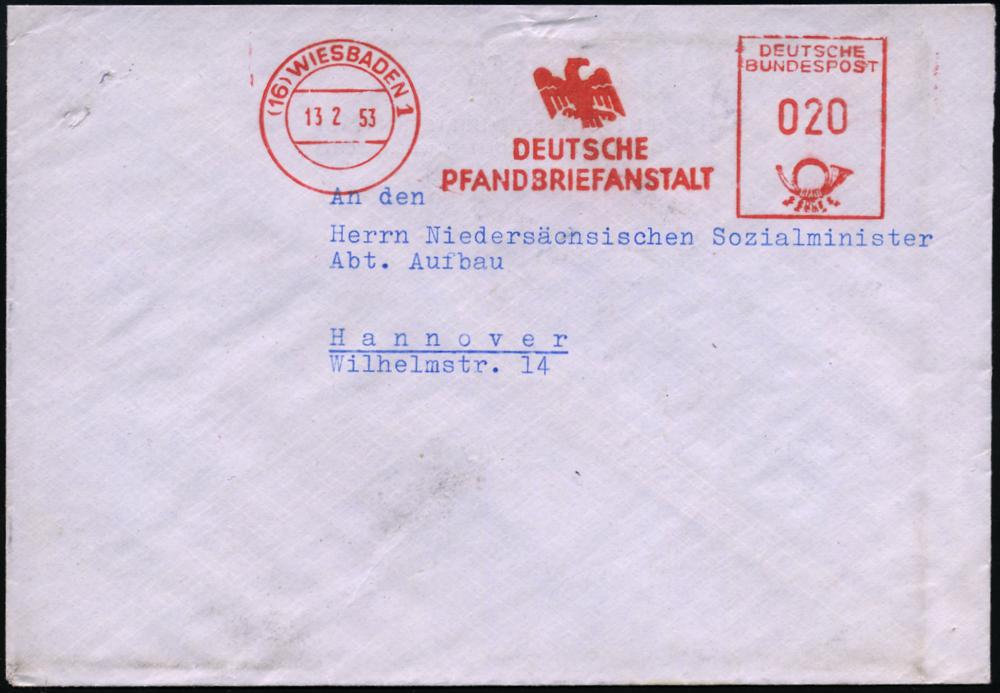 (16) WIESBADEN 1
13 2 53
DEUTSCHE
PFANDBRIEFANSTALT
DEUTSCHE
BUNDESPOST
020
An den
Herrn Niedersächsischen Sozialminister
Abt. Aufbau
H a n n o v e r
Wilhelmstr. 14